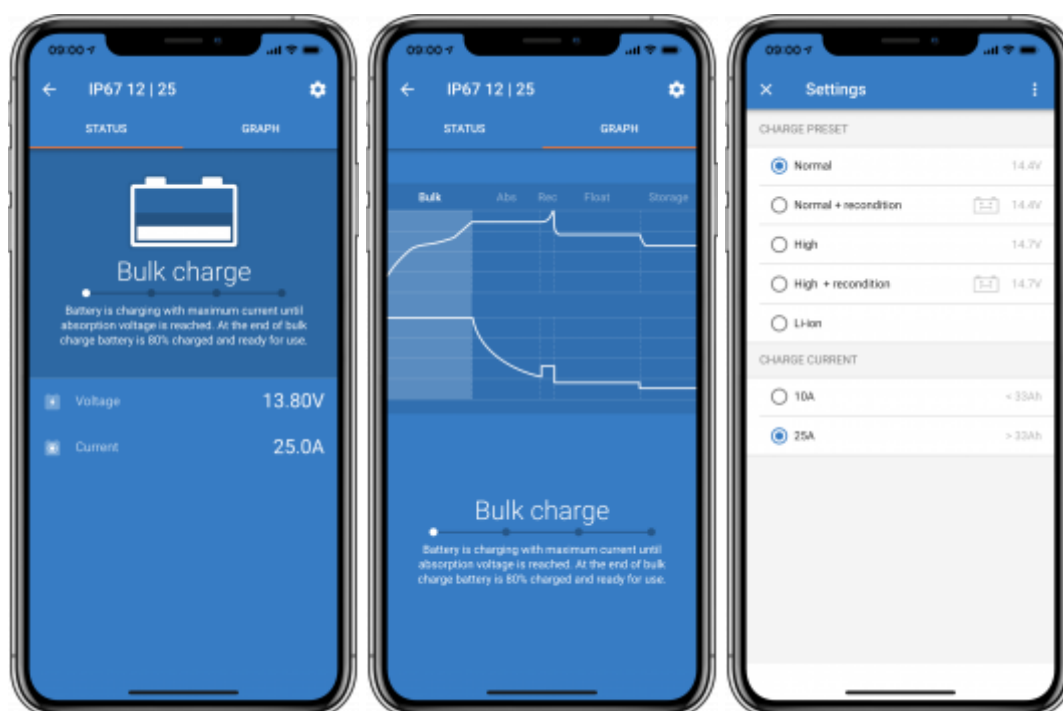 09:00
IP67 12 | 25
STATUS GRAPH
Bulk charge
Battery is charging with maximum current until
absorption voltage is reached. At the end of bulk
charge battery is 80% charged and ready for use.
Voltage 13.80V
Current 25.0A
09:00
IP67 12 | 25
STATUS GRAPH
Bulk Abs Rec Float Storage
Bulk charge
Battery is charging with maximum current until
absorption voltage is reached. At the end of bulk
charge battery is 80% charged and ready for use.
09:00
Settings
CHARGE PRESET
Normal 14.4V
Normal + recondition 14.4V
High 14.7V
High + recondition 14.7V
Li-ion
CHARGE CURRENT
10A < 33Ah
25A > 33Ah